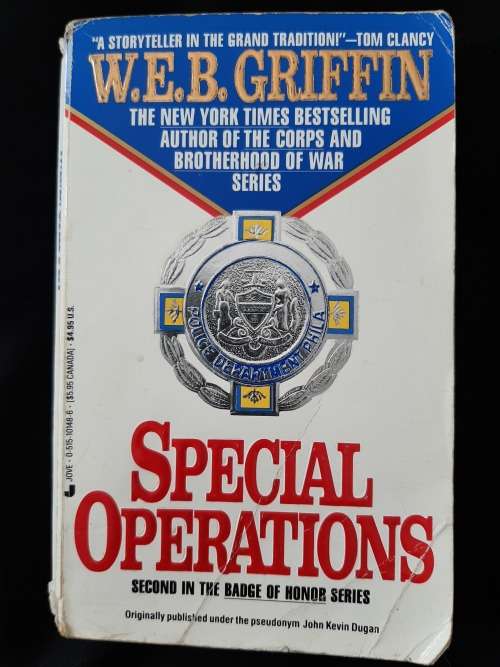 "A STORYTELLER IN THE GRAND TRADITION!"—TOM CLANCY
W.E.B. GRIFFIN
THE NEW YORK TIMES BESTSELLING
AUTHOR OF THE CORPS AND
BROTHERHOOD OF WAR
SERIES
POLICE DEPARTMENT PHILA
SPECIAL
OPERATIONS
SECOND IN THE BADGE OF HONOR SERIES
Originally published under the pseudonym John Kevin Dugan
JOVE • 0-515-10148-6 • ($5.95 CANADA) • $4.95 U.S.